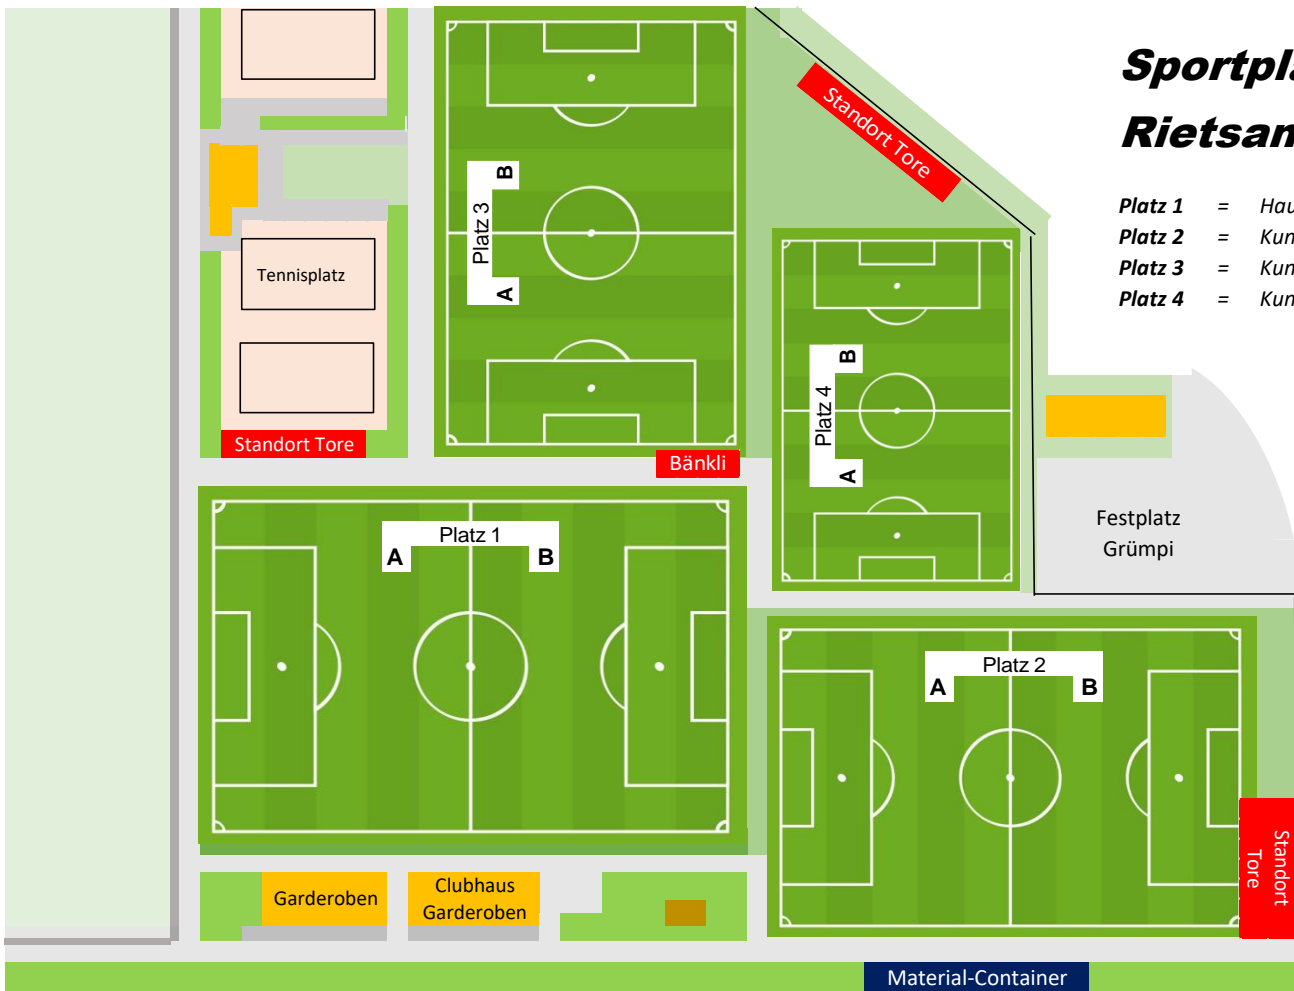 Sportpla
Rietsan
Platz 1 = Hau
Platz 2 = Kun
Platz 3 = Kun
Platz 4 = Kun
Standort Tore
B
Platz 3
A
Tennisplatz
B
Platz 4
A
Standort Tore
Bänkli
Platz 1
A B
Festplatz
Grümpi
Platz 2
A B
Standort
Tore
Garderoben
Clubhaus
Garderoben
Material-Container